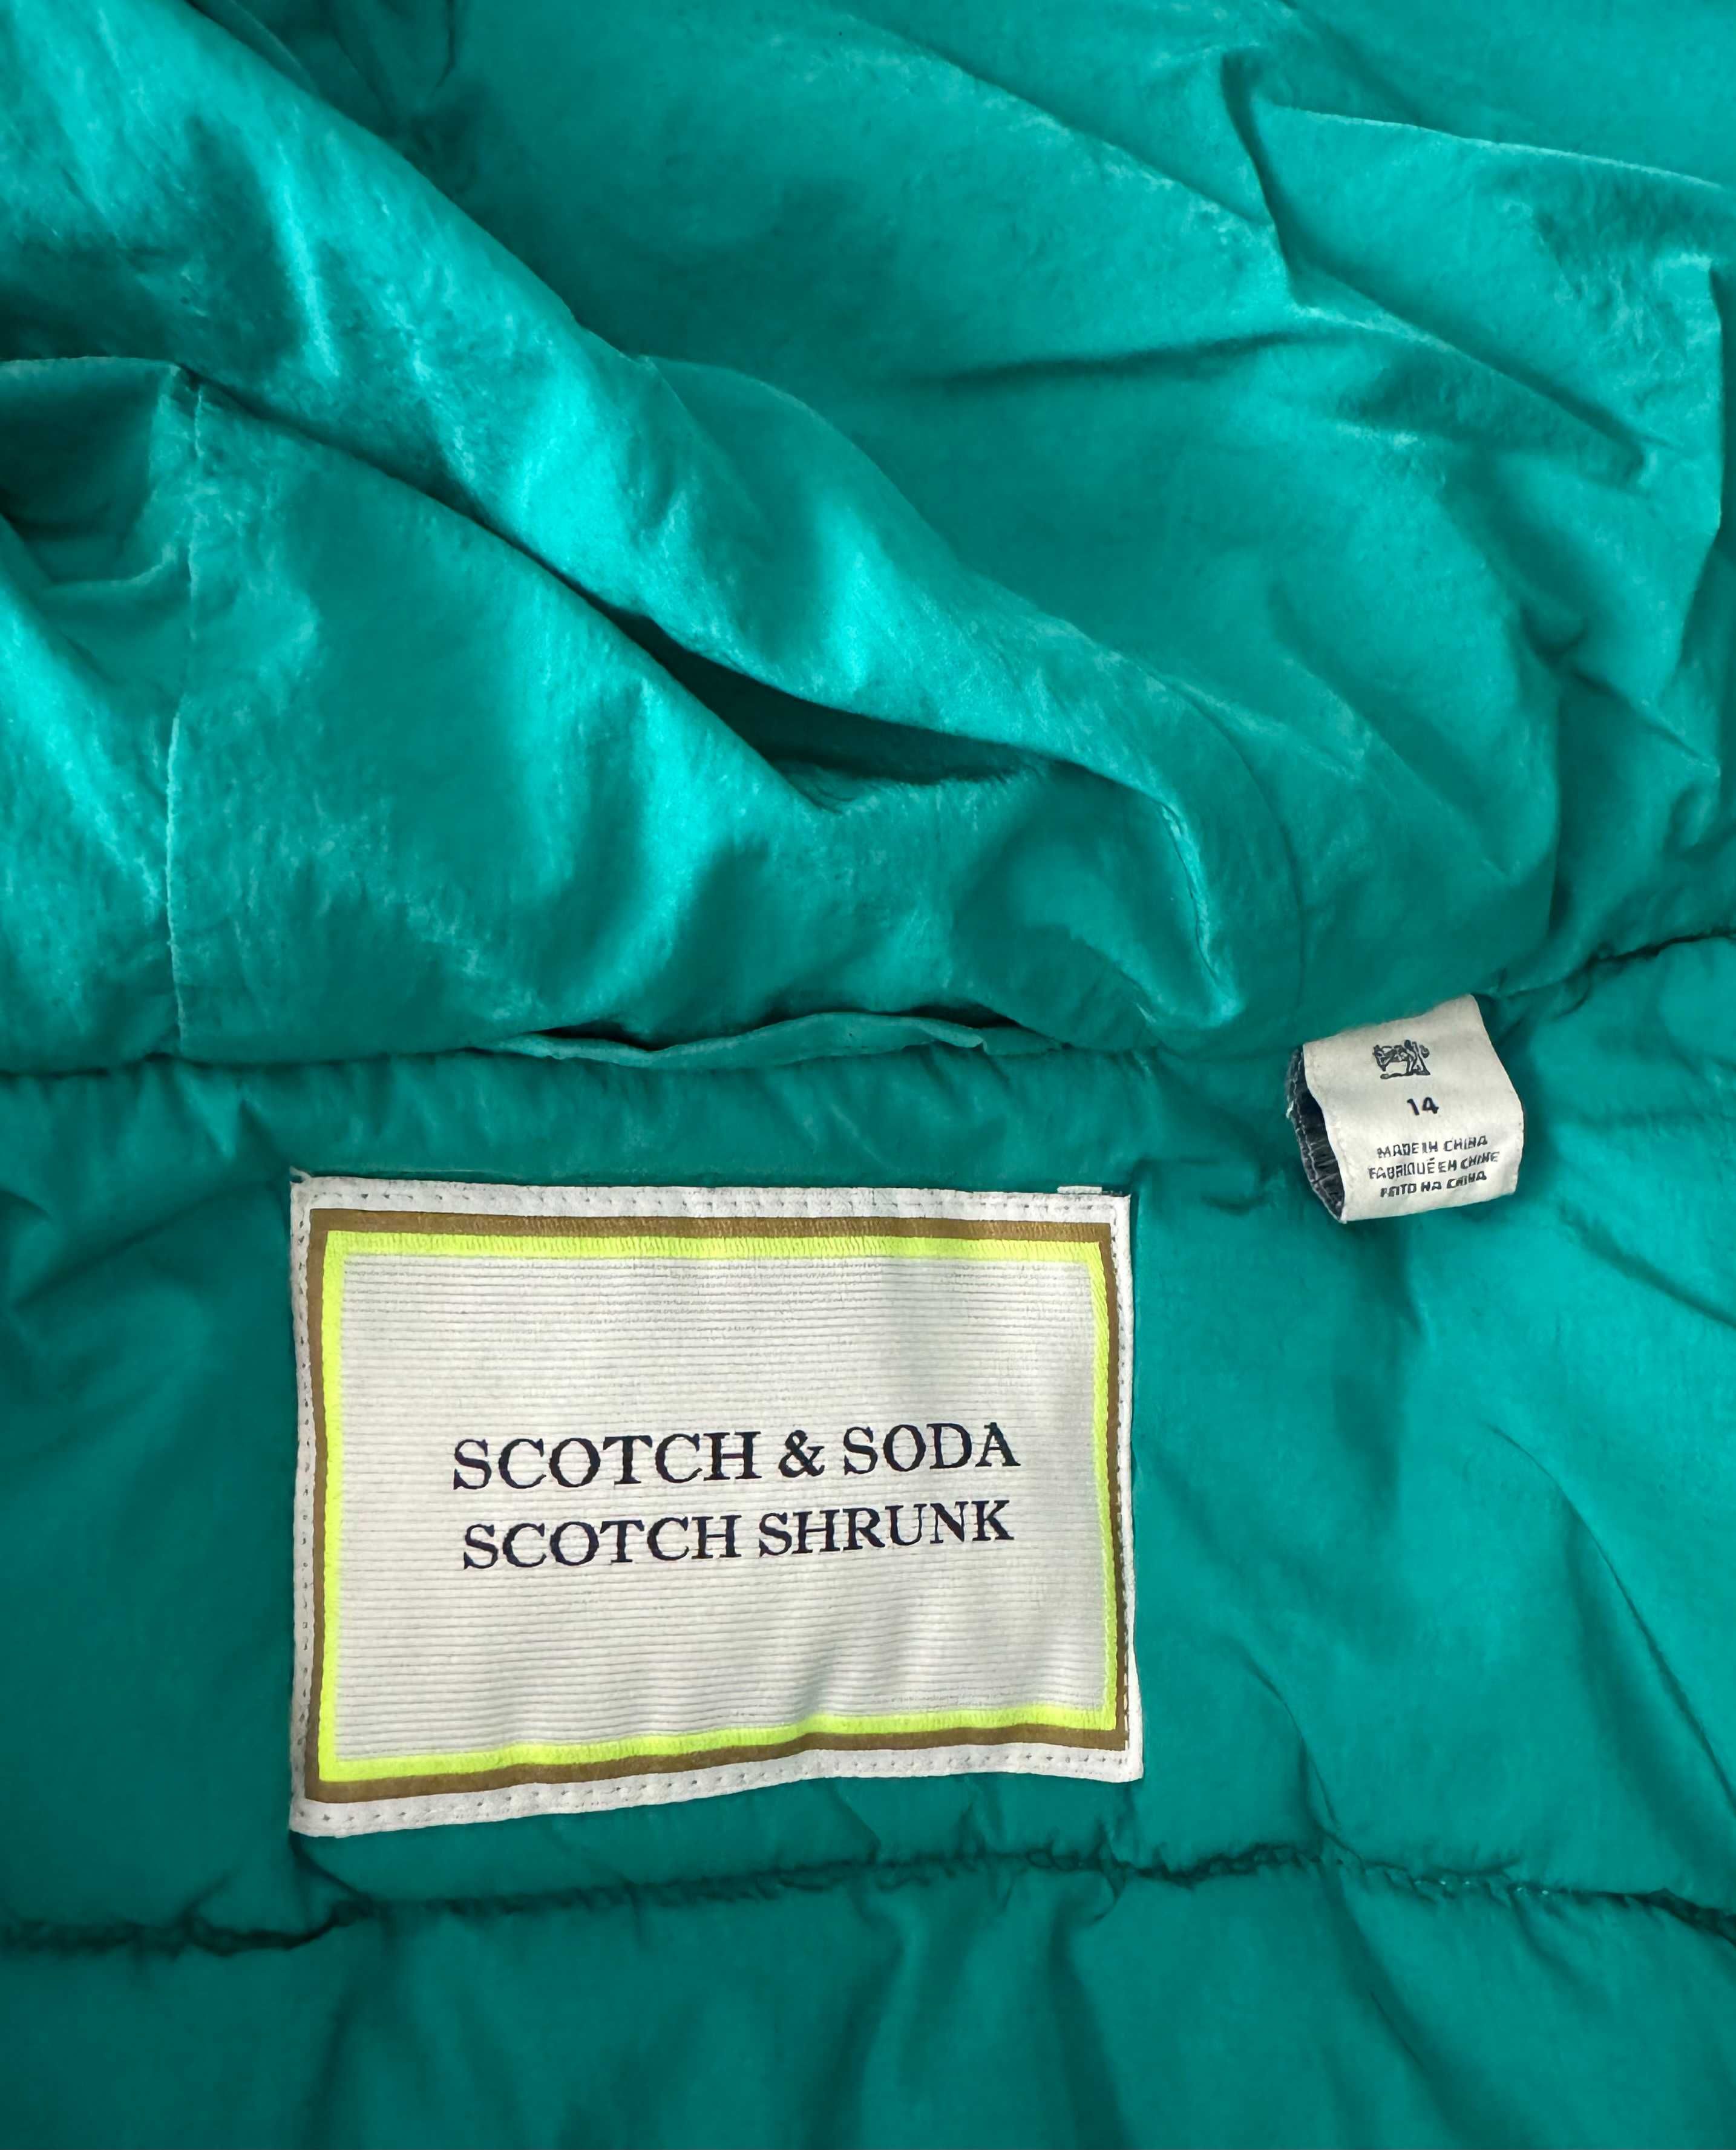 14
MADE IN CHINA
FABRIQUÉ EN CHINE
FEITO NA CHINA
SCOTCH & SODA
SCOTCH SHRUNK